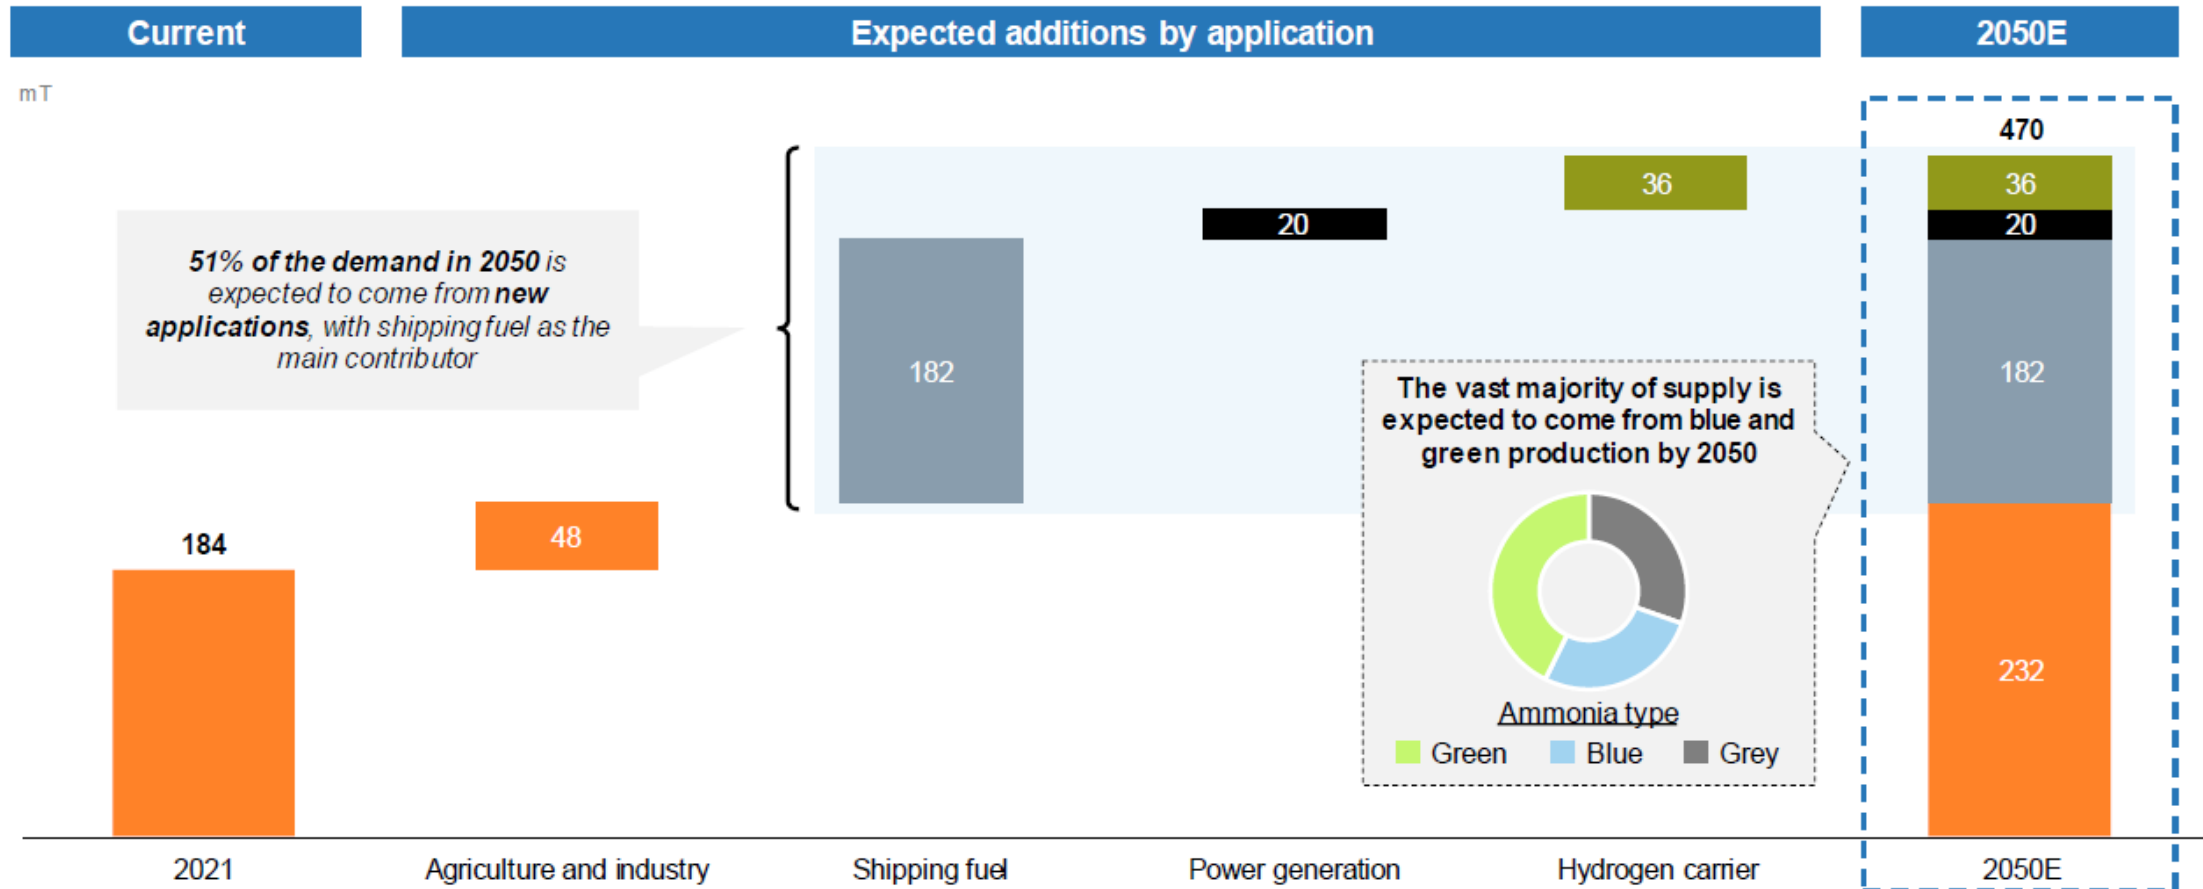 Current
Expected additions by application
2050E
mT
470
36
36
20
20
51% of the demand in 2050 is
expected to come from new
applications, with shipping fuel as the
main contributor
182
182
The vast majority of supply is
expected to come from blue and
green production by 2050
184
48
232
Ammonia type
Green
Blue
Grey
2021
Agriculture and industry
Shipping fuel
Power generation
Hydrogen carrier
2050E